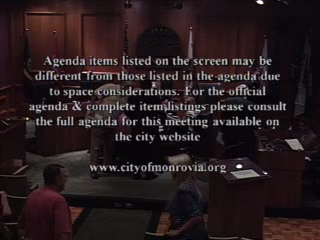 Agenda items listed on the screen may be
different from those listed in the agenda due
to space considerations. For the official
agenda & complete item listings please consult
the full agenda for this meeting available on
the city website
www.cityofmonrovia.org